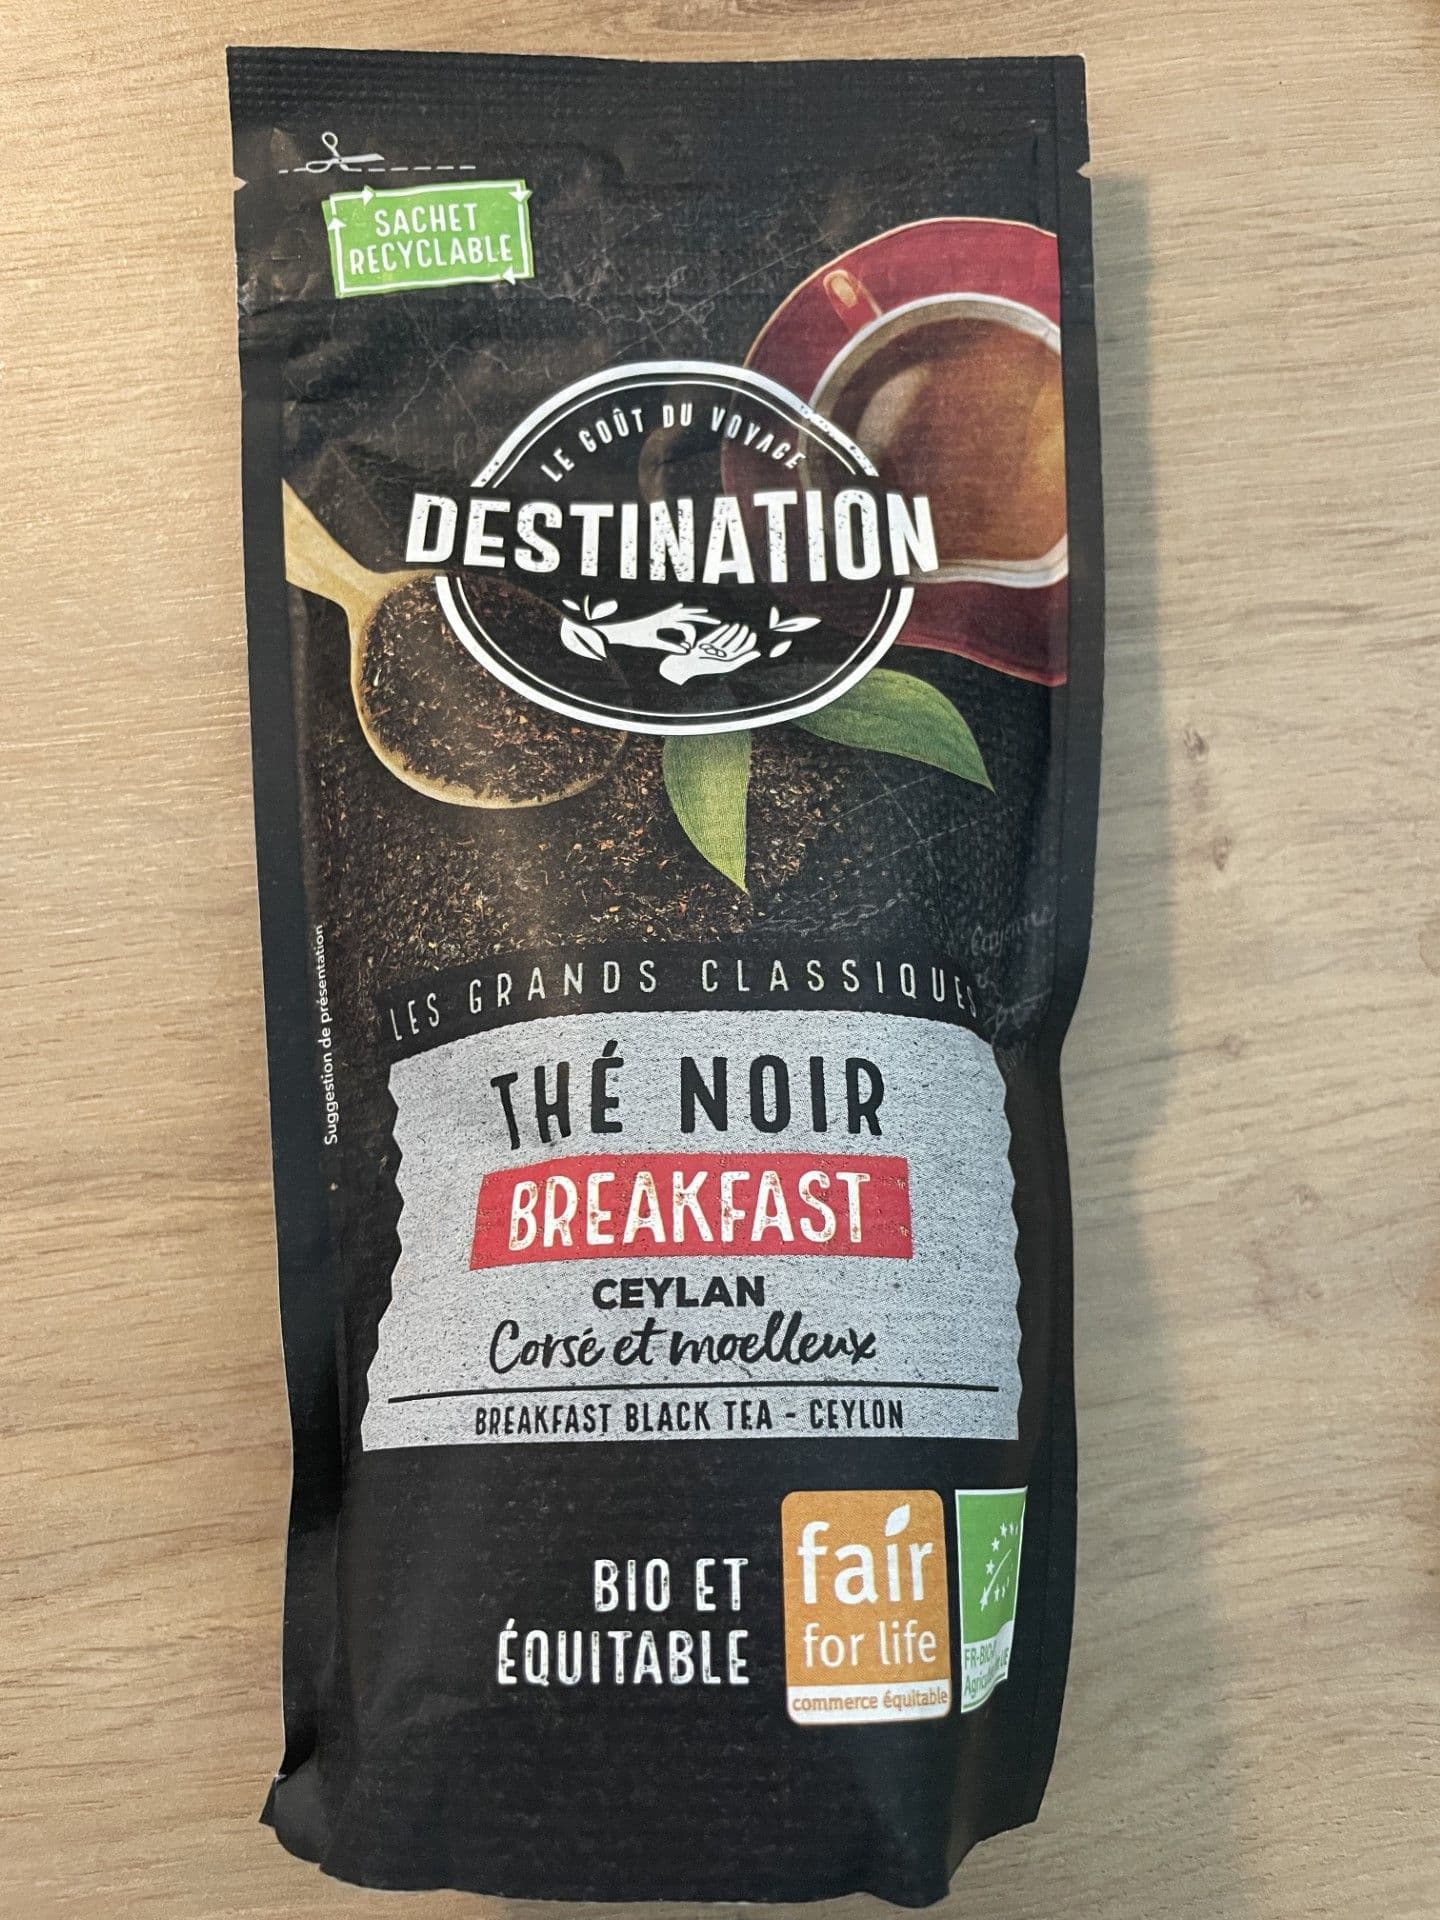 SACHET
RECYCLABLE
LE GOÛT DU VOYAGE
DESTINATION
Suggestion de présentation
LES GRANDS CLASSIQUES
THÉ NOIR
BREAKFAST
CEYLAN
Corsé et moelleux
BREAKFAST BLACK TEA - CEYLON
BIO ET
ÉQUITABLE
fair
for life
commerce équitable